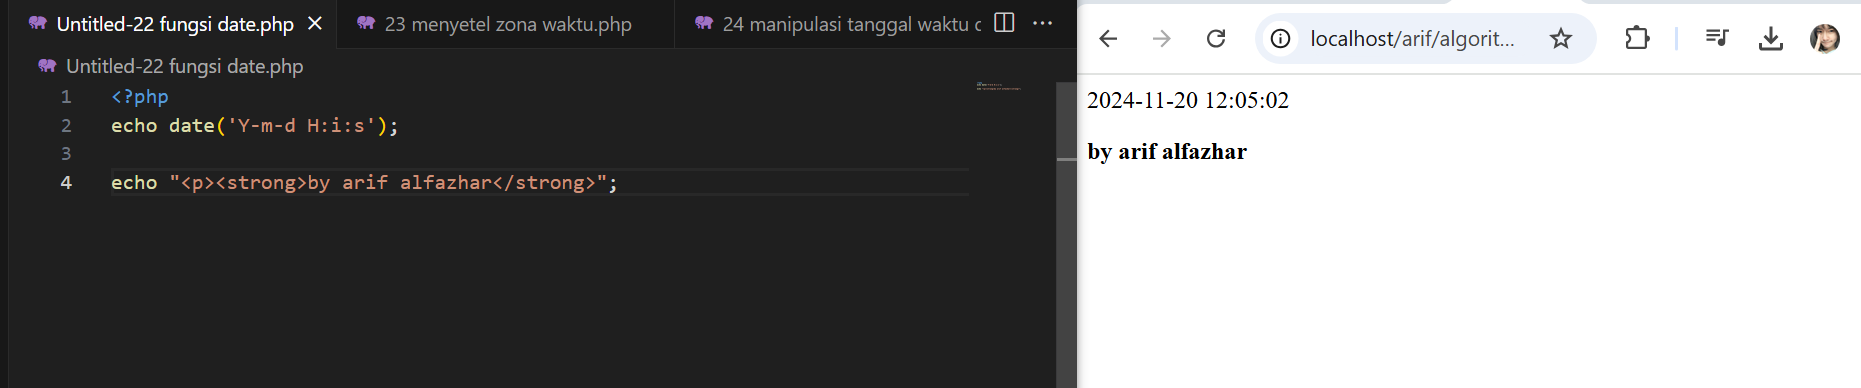 Untitled-22 fungsi date.php
23 menyetel zona waktu.php
24 manipulasi tanggal waktu c
Untitled-22 fungsi date.php
1 <?php
2 echo date('Y-m-d H:i:s');
3
4 echo "<p><strong>by arif alfazhar</strong>";
localhost/arif/algorit...
2024-11-20 12:05:02
by arif alfazhar